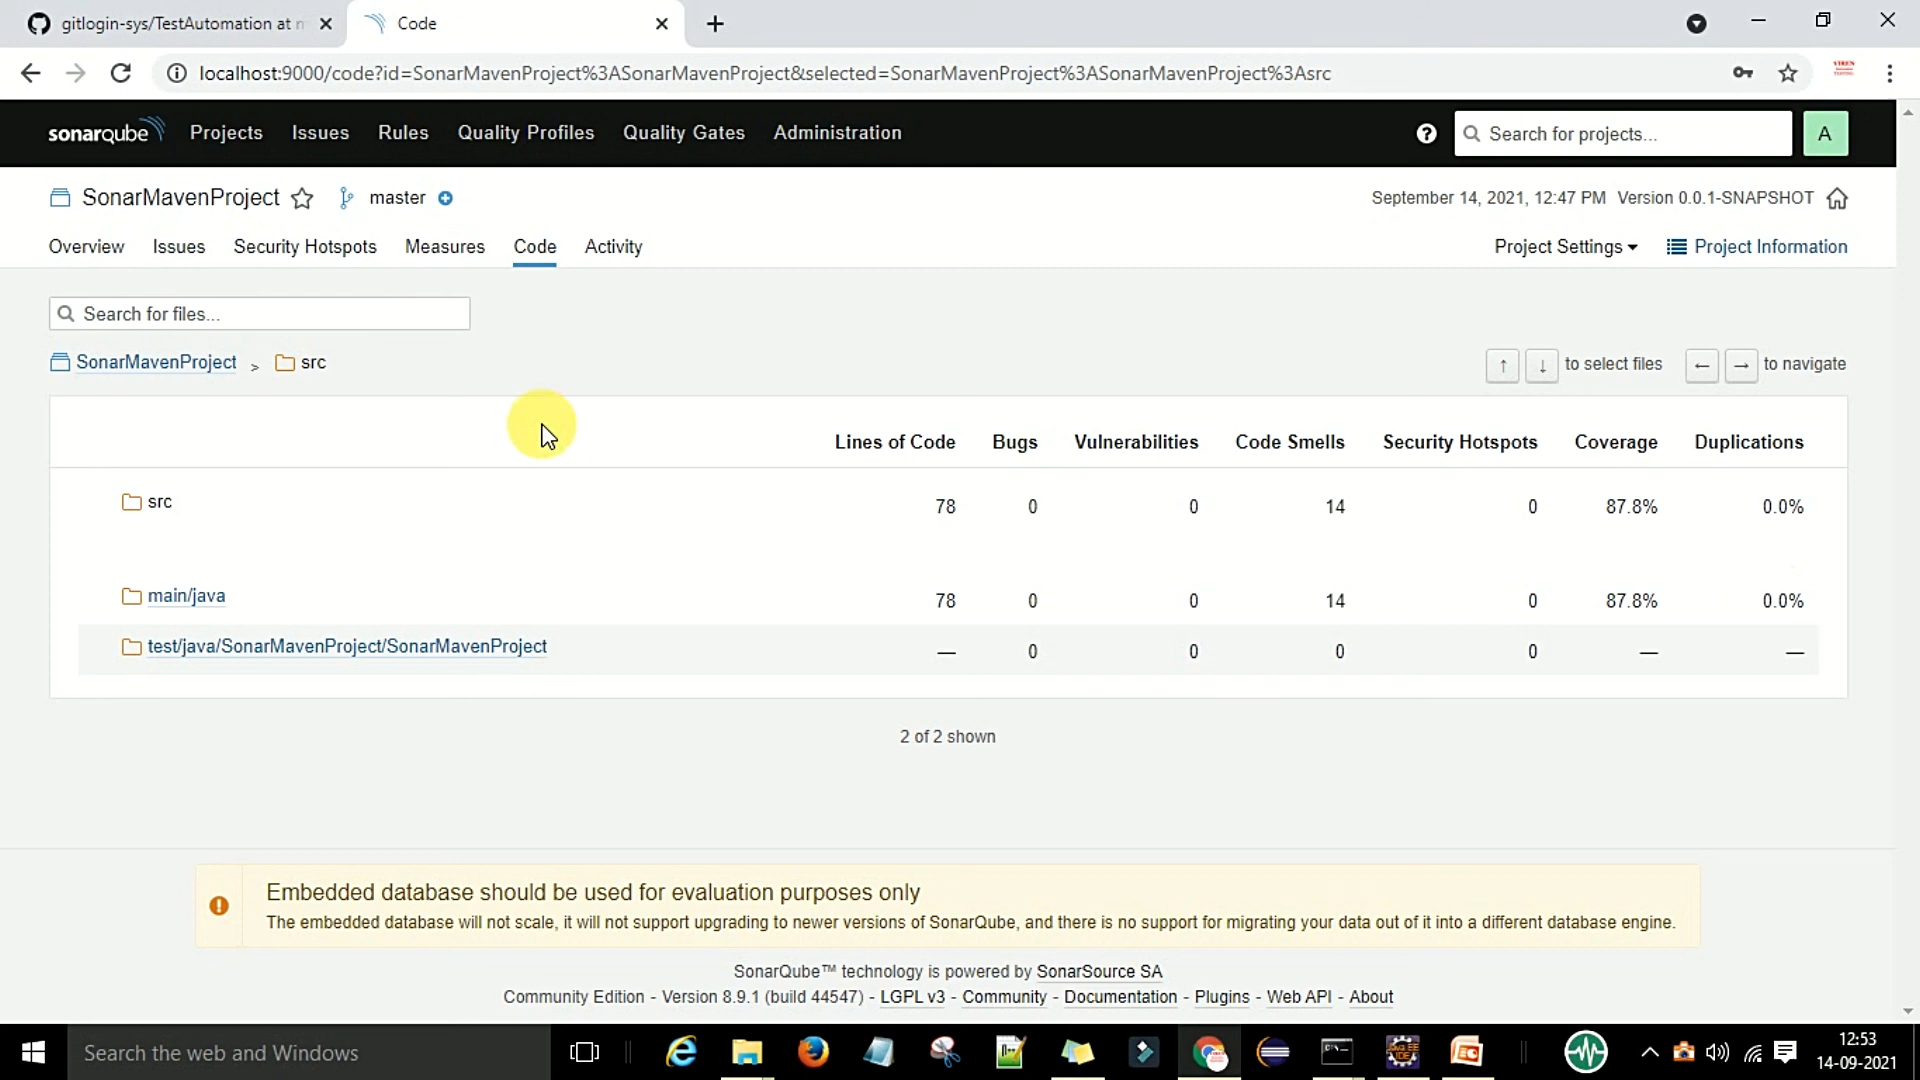 gitlogin-sys/TestAutomation at m
Code
localhost:9000/code?id=SonarMavenProject%3ASonarMavenProject&selected=SonarMavenProject%3ASonarMavenProject%3Asrc
sonarqube Projects Issues Rules Quality Profiles Quality Gates Administration ? Search for projects... A
SonarMavenProject master September 14, 2021, 12:47 PM Version 0.0.1-SNAPSHOT
Overview Issues Security Hotspots Measures Code Activity Project Settings Project Information
Search for files...
SonarMavenProject > src ↑ ↓ to select files ← → to navigate
Lines of Code Bugs Vulnerabilities Code Smells Security Hotspots Coverage Duplications
src 78 0 0 14 0 87.8% 0.0%
main/java 78 0 0 14 0 87.8% 0.0%
test/java/SonarMavenProject/SonarMavenProject — 0 0 0 0 — —
2 of 2 shown
Embedded database should be used for evaluation purposes only
The embedded database will not scale, it will not support upgrading to newer versions of SonarQube, and there is no support for migrating your data out of it into a different database engine.
SonarQube™ technology is powered by SonarSource SA
Community Edition - Version 8.9.1 (build 44547) - LGPL v3 - Community - Documentation - Plugins - Web API - About
Search the web and Windows
12:53
14-09-2021